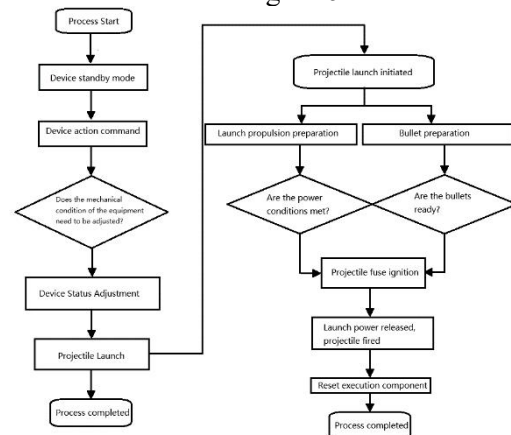 Process Start
Device standby mode
Device action command
Does the mechanical
condition of the equipment
need to be adjusted?
Device Status Adjustment
Projectile Launch
Process completed
Projectile launch initiated
Launch propulsion preparation
Bullet preparation
Are the power
conditions met?
Are the bullets
ready?
Projectile fuse ignition
Launch power released,
projectile fired
Reset execution component
Process completed